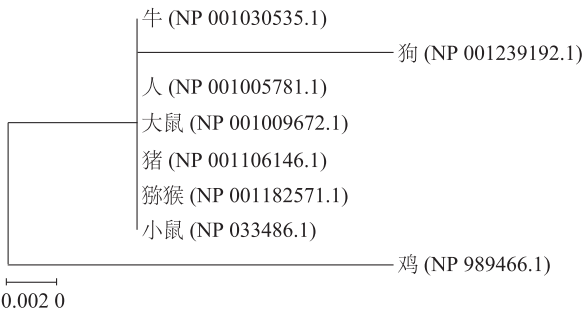 牛 (NP 001030535.1)
狗 (NP 001239192.1)
人 (NP 001005781.1)
大鼠 (NP 001009672.1)
猪 (NP 001106146.1)
猕猴 (NP 001182571.1)
小鼠 (NP 033486.1)
鸡 (NP 989466.1)
0.002 0